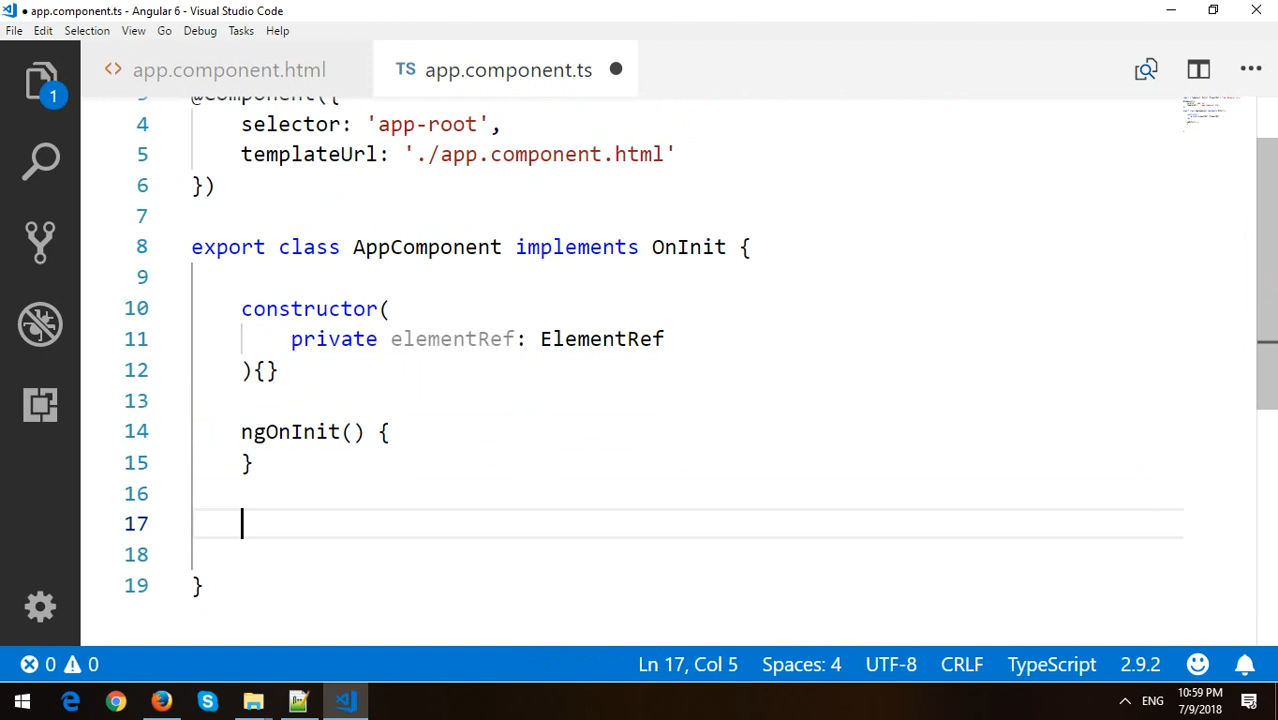 ● app.component.ts - Angular 6 - Visual Studio Code
File Edit Selection View Go Debug Tasks Help
1
<> app.component.html
TS app.component.ts ●
3 @Component({
4 selector: 'app-root',
5 templateUrl: './app.component.html'
6 })
7
8 export class AppComponent implements OnInit {
9
10 constructor(
11 private elementRef: ElementRef
12 ){}
13
14 ngOnInit() {
15 }
16
17
18
19 }
0 0 Ln 17, Col 5 Spaces: 4 UTF-8 CRLF TypeScript 2.9.2
ENG
10:59 PM
7/9/2018